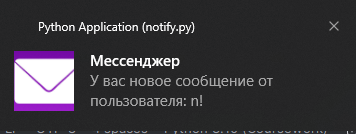 Python Application (notify.py)
Мессенджер
У вас новое сообщение от
пользователя: n!